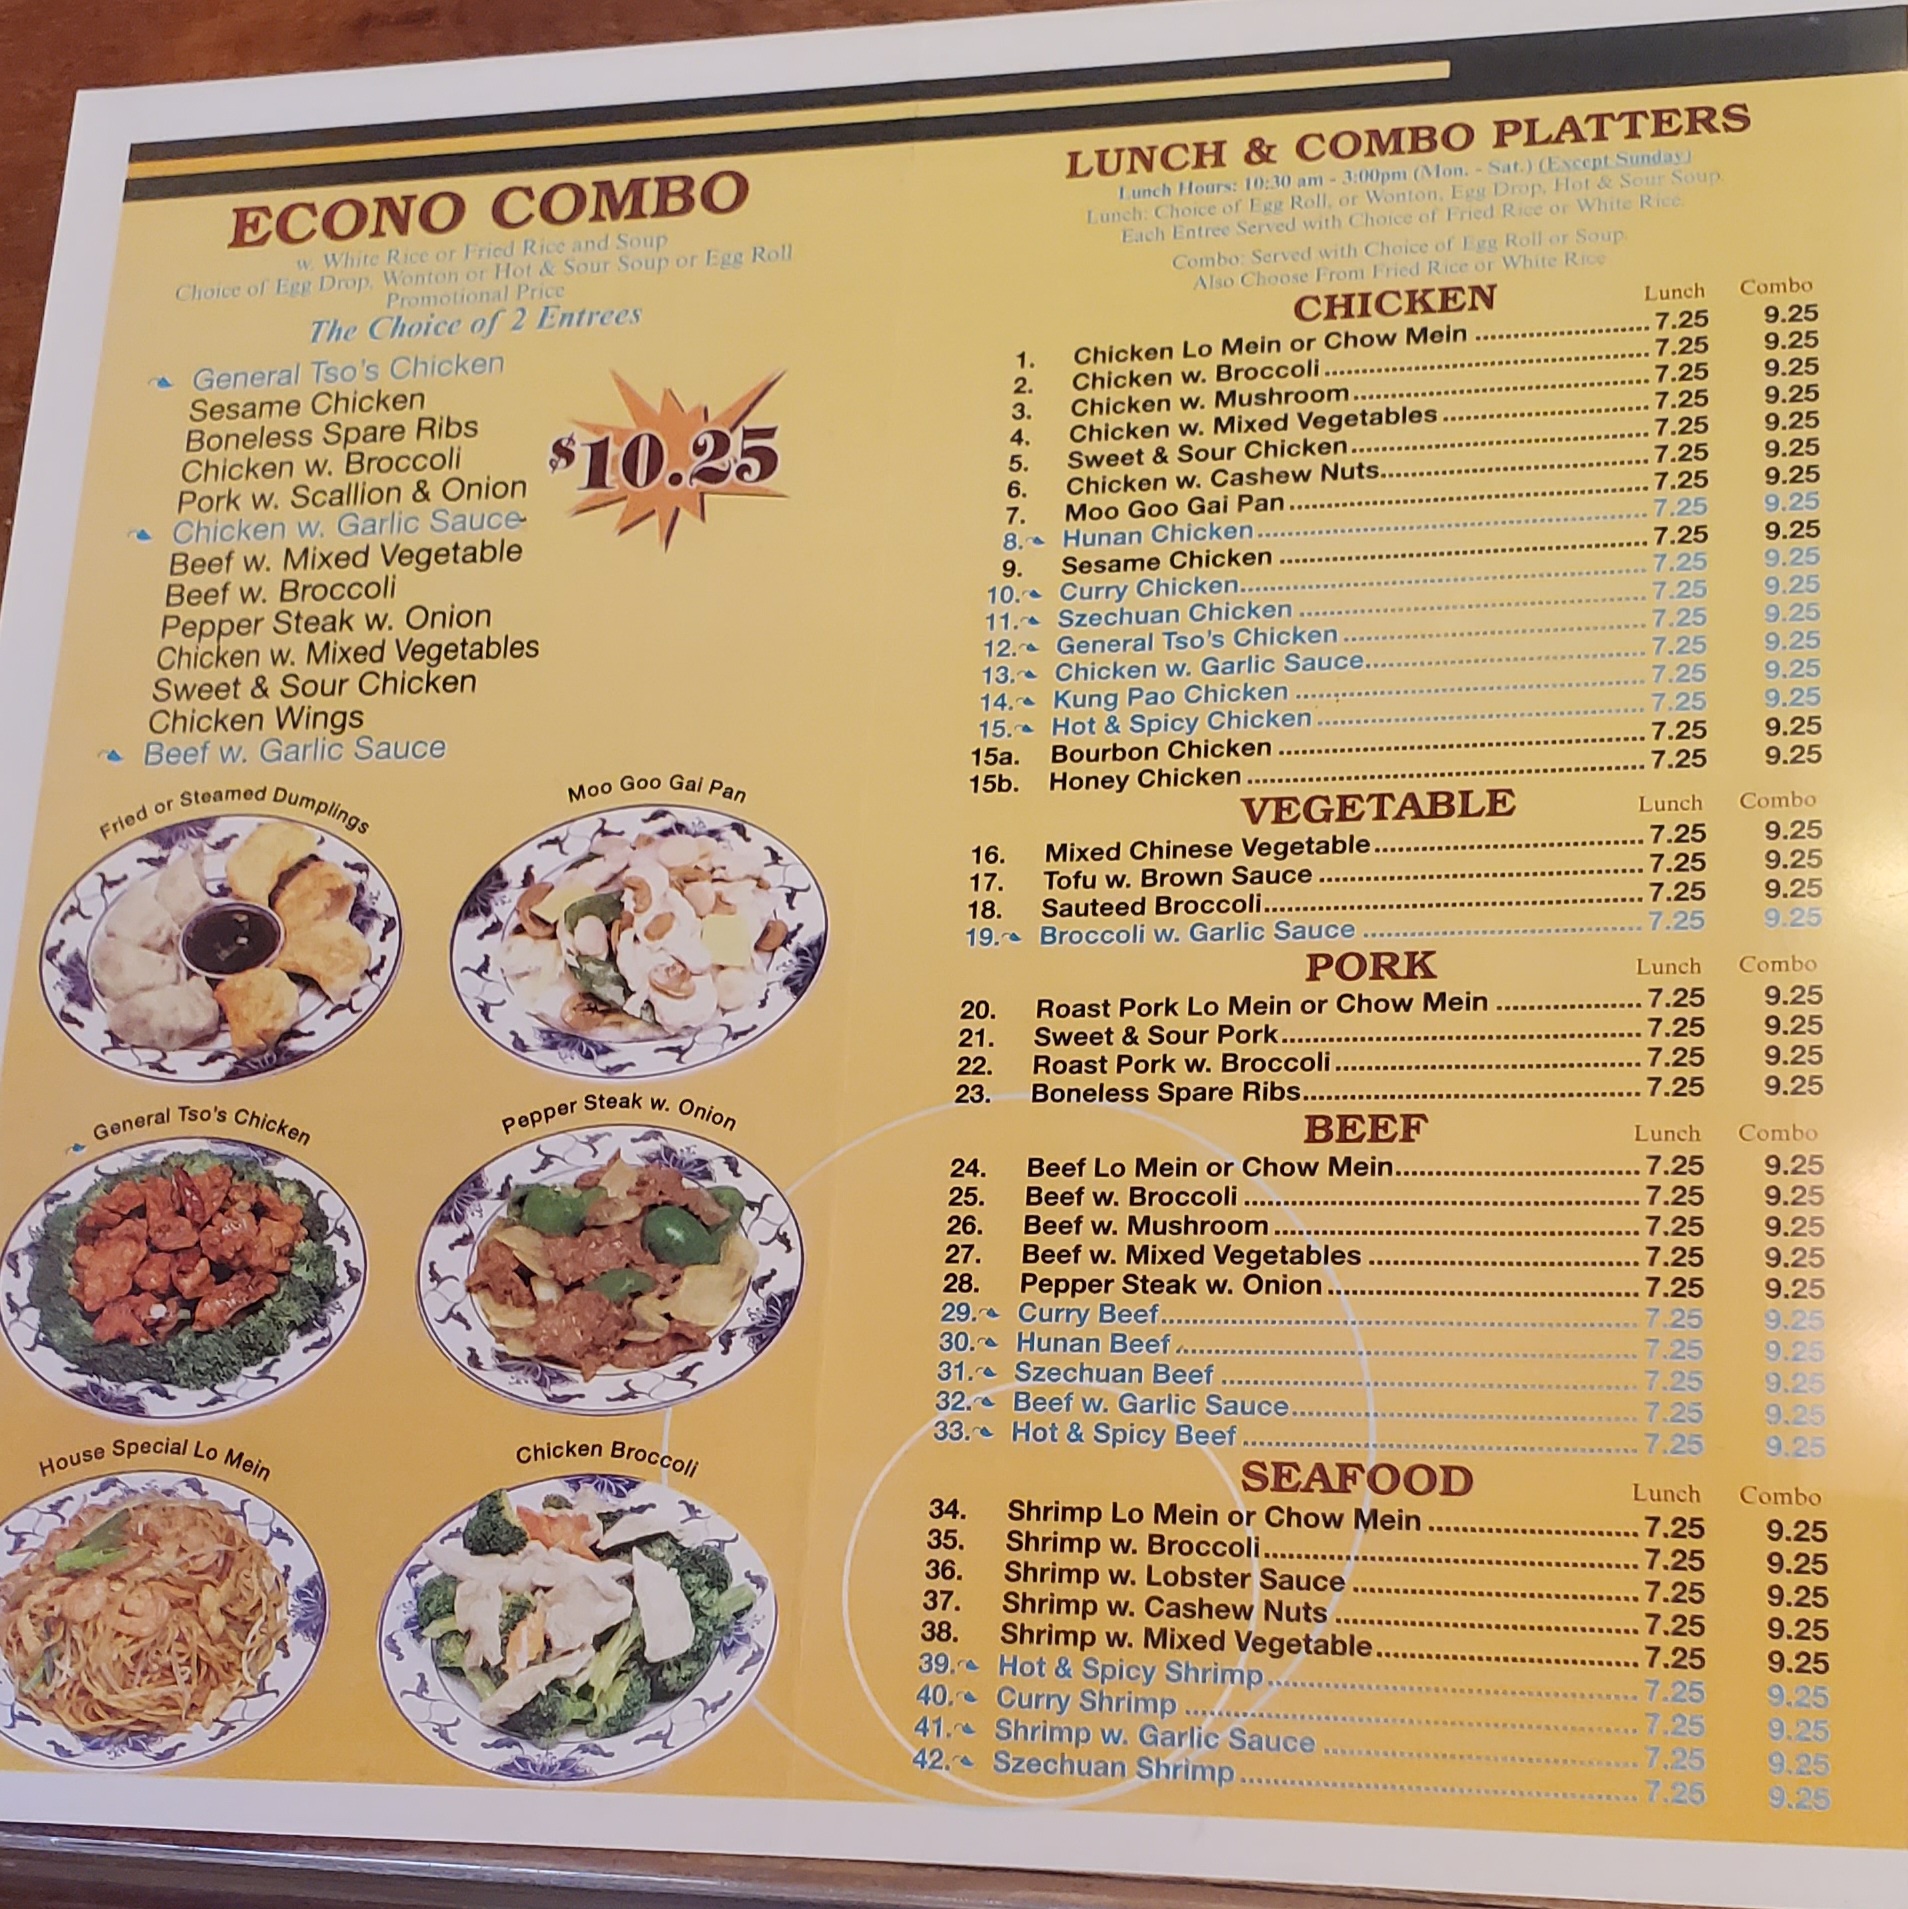 ECONO COMBO
w. White Rice or Fried Rice and Soup
Choice of Egg Drop, Wonton or Hot & Sour Soup or Egg Roll
Promotional Price
The Choice of 2 Entrees
General Tso's Chicken
Sesame Chicken
Boneless Spare Ribs
Chicken w. Broccoli
Pork w. Scallion & Onion
Chicken w. Garlic Sauce
Beef w. Mixed Vegetable
Beef w. Broccoli
Pepper Steak w. Onion
Chicken w. Mixed Vegetables
Sweet & Sour Chicken
Chicken Wings
Beef w. Garlic Sauce
$10.25
Fried or Steamed Dumplings
Moo Goo Gai Pan
General Tso's Chicken
Pepper Steak w. Onion
House Special Lo Mein
Chicken Broccoli
LUNCH & COMBO PLATTERS
Lunch Hours: 10:30 am - 3:00pm (Mon. - Sat.) (Except Sunday)
Lunch: Choice of Egg Roll, or Wonton, Egg Drop, Hot & Sour Soup.
Each Entree Served with Choice of Fried Rice or White Rice.
Combo: Served with Choice of Egg Roll or Soup.
Also Choose From Fried Rice or White Rice
CHICKEN Lunch Combo
1. Chicken Lo Mein or Chow Mein 7.25 9.25
2. Chicken w. Broccoli 7.25 9.25
3. Chicken w. Mushroom 7.25 9.25
4. Chicken w. Mixed Vegetables 7.25 9.25
5. Sweet & Sour Chicken 7.25 9.25
6. Chicken w. Cashew Nuts 7.25 9.25
7. Moo Goo Gai Pan 7.25 9.25
8. Hunan Chicken 7.25 9.25
9. Sesame Chicken 7.25 9.25
10. Curry Chicken 7.25 9.25
11. Szechuan Chicken 7.25 9.25
12. General Tso's Chicken 7.25 9.25
13. Chicken w. Garlic Sauce 7.25 9.25
14. Kung Pao Chicken 7.25 9.25
15. Hot & Spicy Chicken 7.25 9.25
15a. Bourbon Chicken 7.25 9.25
15b. Honey Chicken 7.25 9.25
VEGETABLE Lunch Combo
16. Mixed Chinese Vegetable 7.25 9.25
17. Tofu w. Brown Sauce 7.25 9.25
18. Sauteed Broccoli 7.25 9.25
19. Broccoli w. Garlic Sauce 7.25 9.25
PORK Lunch Combo
20. Roast Pork Lo Mein or Chow Mein 7.25 9.25
21. Sweet & Sour Pork 7.25 9.25
22. Roast Pork w. Broccoli 7.25 9.25
23. Boneless Spare Ribs 7.25 9.25
BEEF Lunch Combo
24. Beef Lo Mein or Chow Mein 7.25 9.25
25. Beef w. Broccoli 7.25 9.25
26. Beef w. Mushroom 7.25 9.25
27. Beef w. Mixed Vegetables 7.25 9.25
28. Pepper Steak w. Onion 7.25 9.25
29. Curry Beef 7.25 9.25
30. Hunan Beef 7.25 9.25
31. Szechuan Beef 7.25 9.25
32. Beef w. Garlic Sauce 7.25 9.25
33. Hot & Spicy Beef 7.25 9.25
SEAFOOD Lunch Combo
34. Shrimp Lo Mein or Chow Mein 7.25 9.25
35. Shrimp w. Broccoli 7.25 9.25
36. Shrimp w. Lobster Sauce 7.25 9.25
37. Shrimp w. Cashew Nuts 7.25 9.25
38. Shrimp w. Mixed Vegetable 7.25 9.25
39. Hot & Spicy Shrimp 7.25 9.25
40. Curry Shrimp 7.25 9.25
41. Shrimp w. Garlic Sauce 7.25 9.25
42. Szechuan Shrimp 7.25 9.25